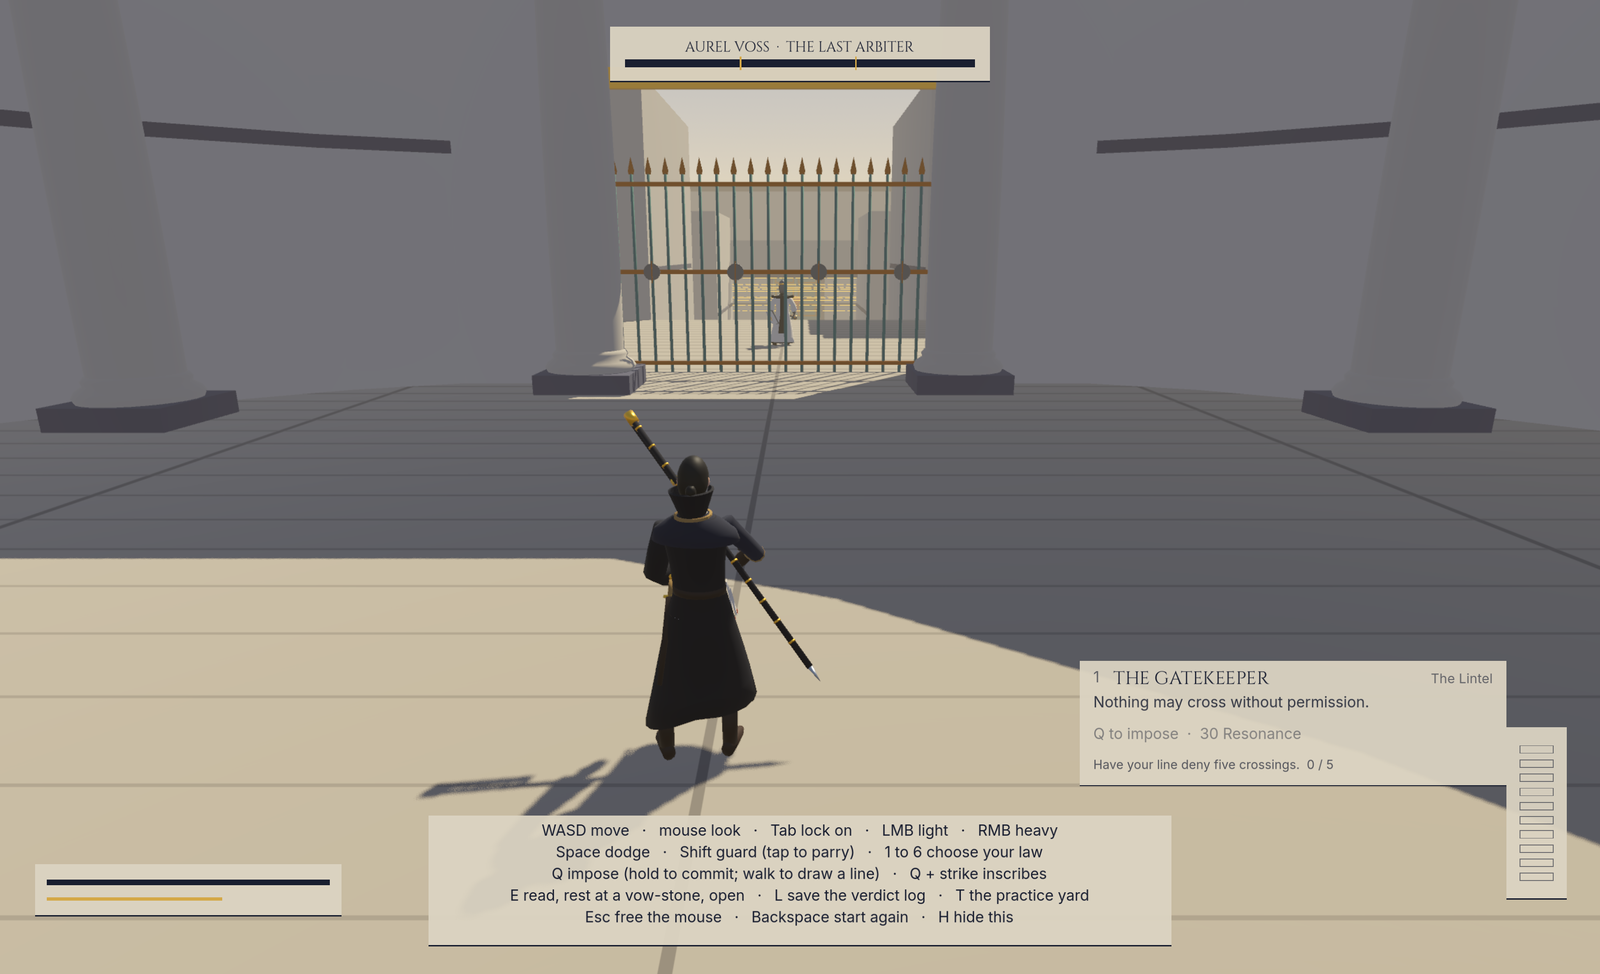 AUREL VOSS · THE LAST ARBITER
1 THE GATEKEEPER The Lintel
Nothing may cross without permission.
Q to impose · 30 Resonance
Have your line deny five crossings. 0 / 5
WASD move · mouse look · Tab lock on · LMB light · RMB heavy
Space dodge · Shift guard (tap to parry) · 1 to 6 choose your law
Q impose (hold to commit; walk to draw a line) · Q + strike inscribes
E read, rest at a vow-stone, open · L save the verdict log · T the practice yard
Esc free the mouse · Backspace start again · H hide this